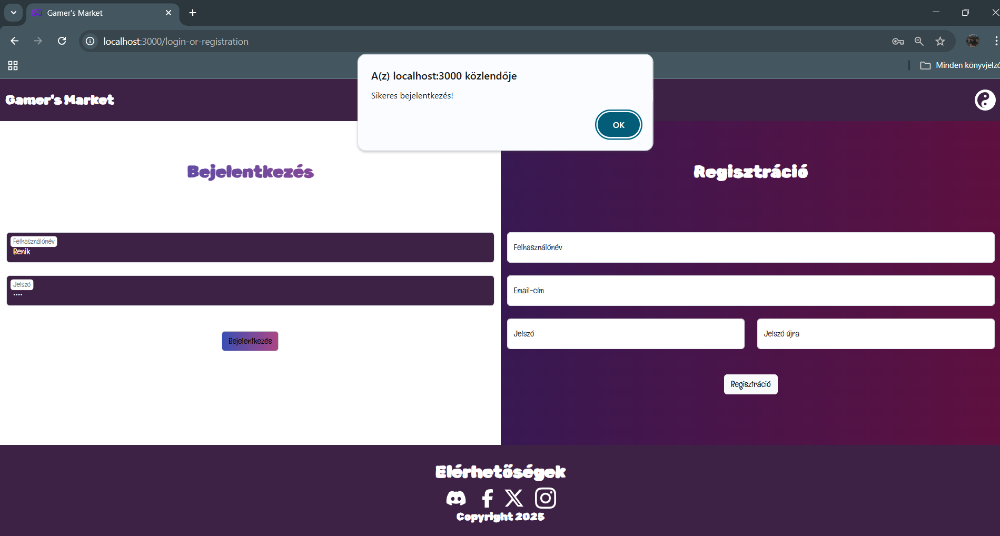 Gamer's Market
localhost:3000/login-or-registration
Minden könyvjelző
A(z) localhost:3000 közlendője
Sikeres bejelentkezés!
OK
Gamer's Market
Bejelentkezés
Felhasználónév
Benik
Jelszó
••••
Bejelentkezés
Regisztráció
Felhasználónév
Email-cím
Jelszó
Jelszó újra
Regisztráció
Elérhetőségek
Copyright 2025